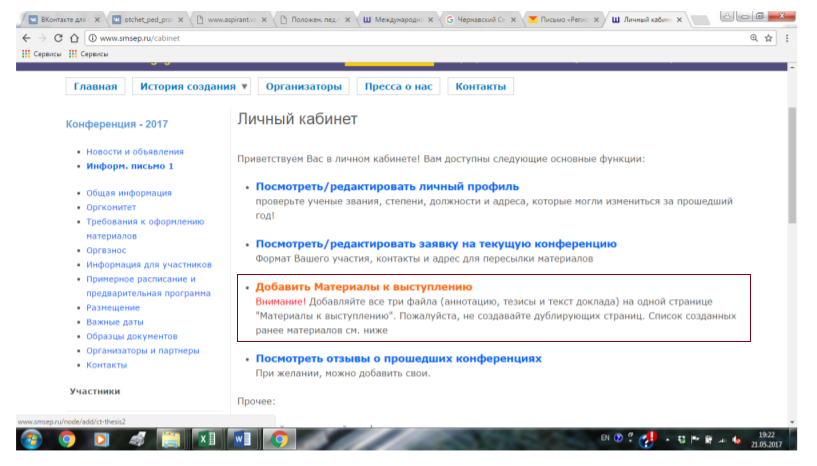 ВКонтакте для
otchet_ped_pra
www.aspirant.vs
Положен. пед.
Международн
Чернавский Се
Письмо «Реги
Личный кабин
www.smsep.ru/cabinet
Сервисы
Сервисы
Главная
История создания ▼
Организаторы
Пресса о нас
Контакты
Конференция - 2017
• Новости и объявления
• Информ. письмо 1
• Общая информация
• Оргкомитет
• Требования к оформлению
материалов
• Оргвзнос
• Информация для участников
• Примерное расписание и
предварительная программа
• Размещение
• Важные даты
• Образцы документов
• Организаторы и партнеры
• Контакты
Участники
Личный кабинет
Приветствуем Вас в личном кабинете! Вам доступны следующие основные функции:
• Посмотреть/редактировать личный профиль
проверьте ученые звания, степени, должности и адреса, которые могли измениться за прошедший
год!
• Посмотреть/редактировать заявку на текущую конференцию
Формат Вашего участия, контакты и адрес для пересылки материалов
• Добавить Материалы к выступлению
Внимание! Добавляйте все три файла (аннотацию, тезисы и текст доклада) на одной странице
"Материалы к выступлению". Пожалуйста, не создавайте дублирующих страниц. Список созданных
ранее материалов см. ниже
• Посмотреть отзывы о прошедших конференциях
При желании, можно добавить свои.
Прочее:
www.smsep.ru/node/add/ct-thesis2
EN
19:22
21.05.2017